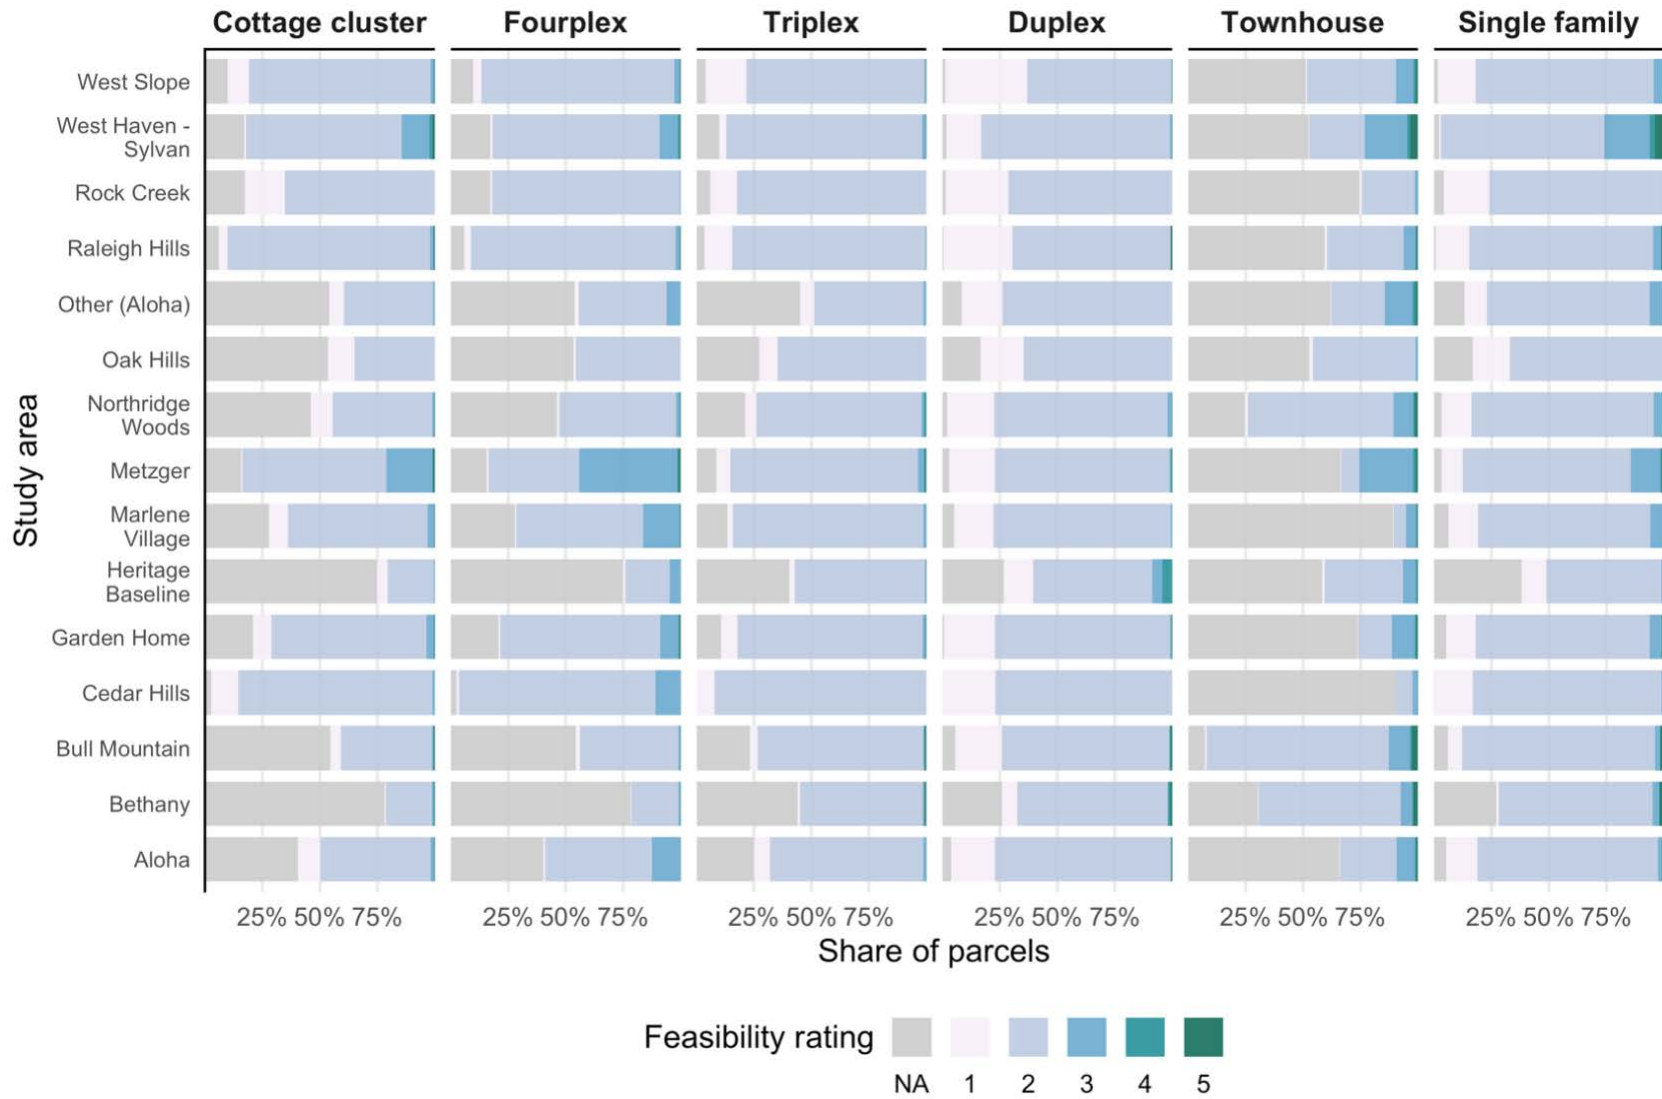 Cottage cluster Fourplex Triplex Duplex Townhouse Single family
Study area
West Slope
West Haven -
Sylvan
Rock Creek
Raleigh Hills
Other (Aloha)
Oak Hills
Northridge
Woods
Metzger
Marlene
Village
Heritage
Baseline
Garden Home
Cedar Hills
Bull Mountain
Bethany
Aloha
25% 50% 75% 25% 50% 75% 25% 50% 75% 25% 50% 75% 25% 50% 75% 25% 50% 75%
Share of parcels
Feasibility rating
NA 1 2 3 4 5